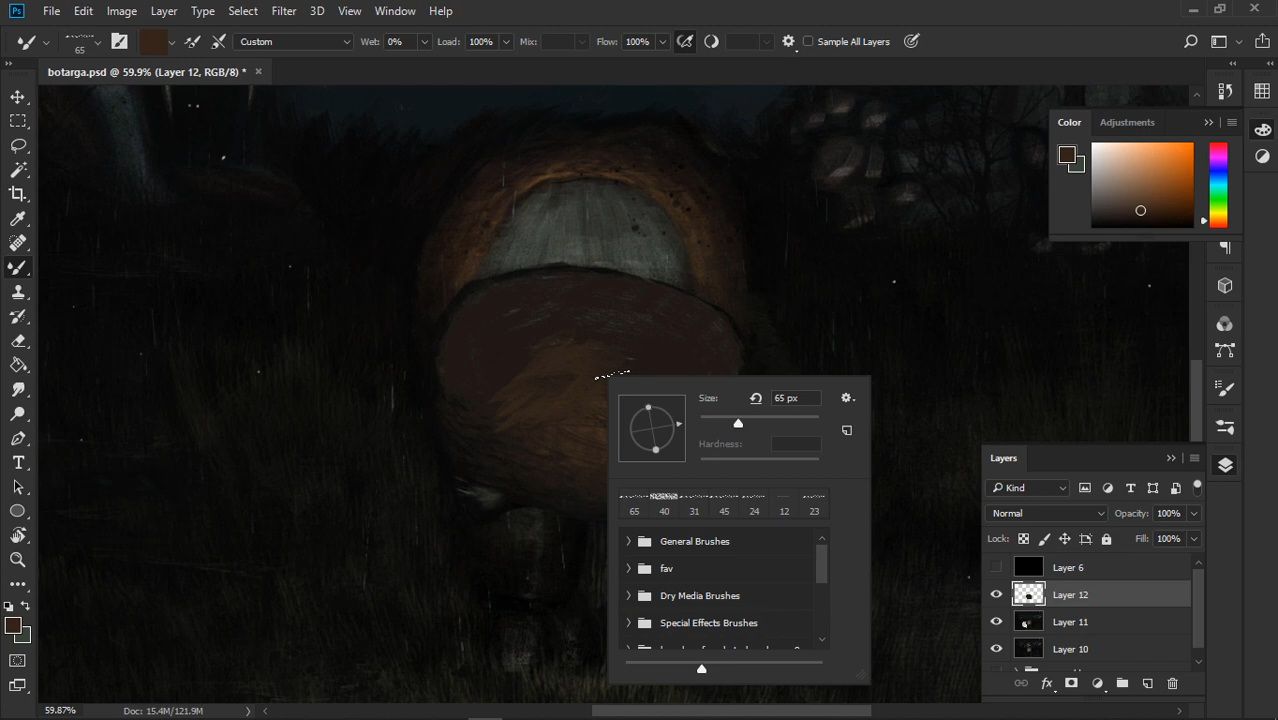 Ps File Edit Image Layer Type Select Filter 3D View Window Help
65 Custom Wet: 0% Load: 100% Mix: Flow: 100% Sample All Layers
botarga.psd @ 59.9% (Layer 12, RGB/8) *
Color Adjustments
Size: 65 px
Hardness:
65 40 31 45 24 12 23
General Brushes
fav
Dry Media Brushes
Special Effects Brushes
Layers
Kind
Normal Opacity: 100%
Lock: Fill: 100%
Layer 6
Layer 12
Layer 11
Layer 10
fx
59.87% Doc: 15.4M/121.9M